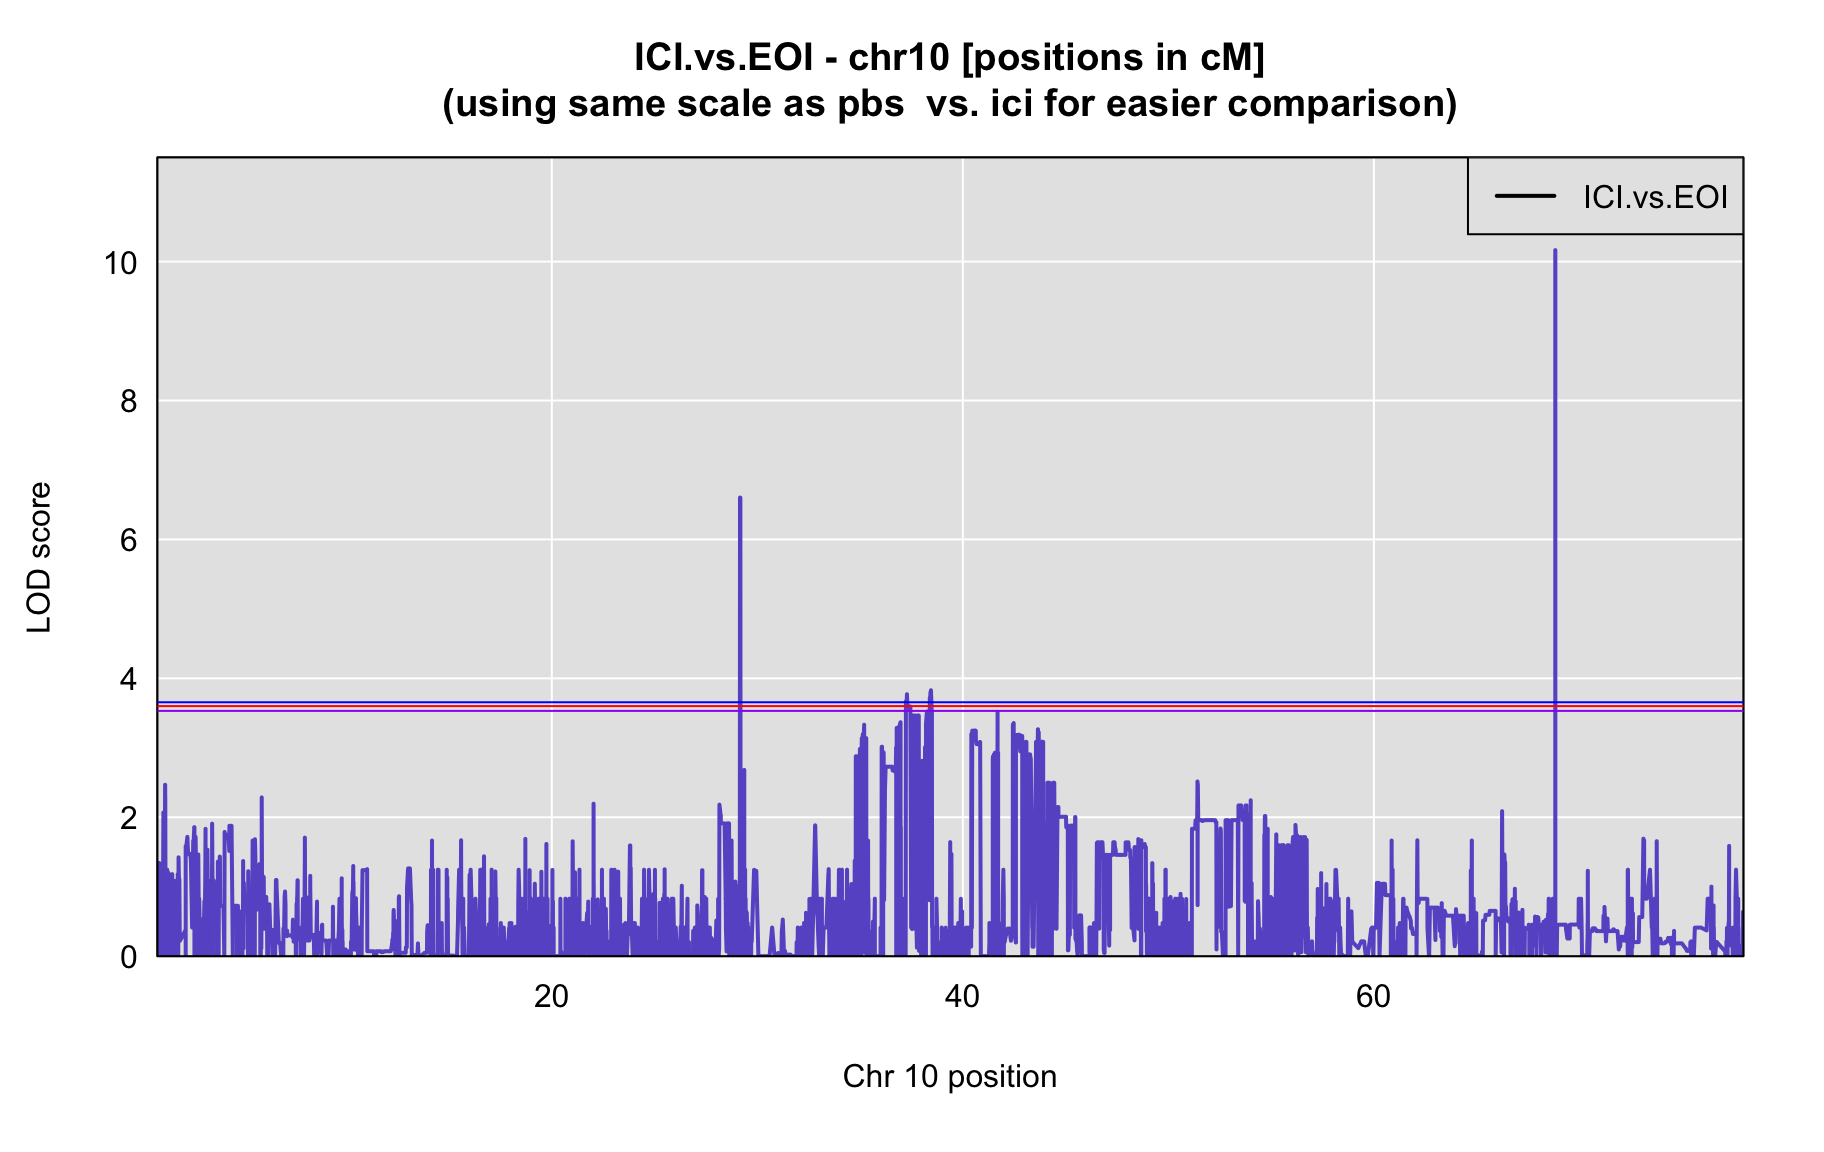 ICI.vs.EOI - chr10 [positions in cM]
(using same scale as pbs  vs. ici for easier comparison)
ICI.vs.EOI
10
8
6
4
2
0
LOD score
20
40
60
Chr 10 position